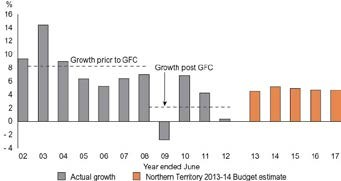 %
16
14
12
10
8
6
4
2
0
- 2
- 4
Growth prior to GFC
Growth post GFC
02 03 04 05 06 07 08 09 10 11 12 13 14 15 16 17
Year ended June
Actual growth Northern Territory 2013-14 Budget estimate